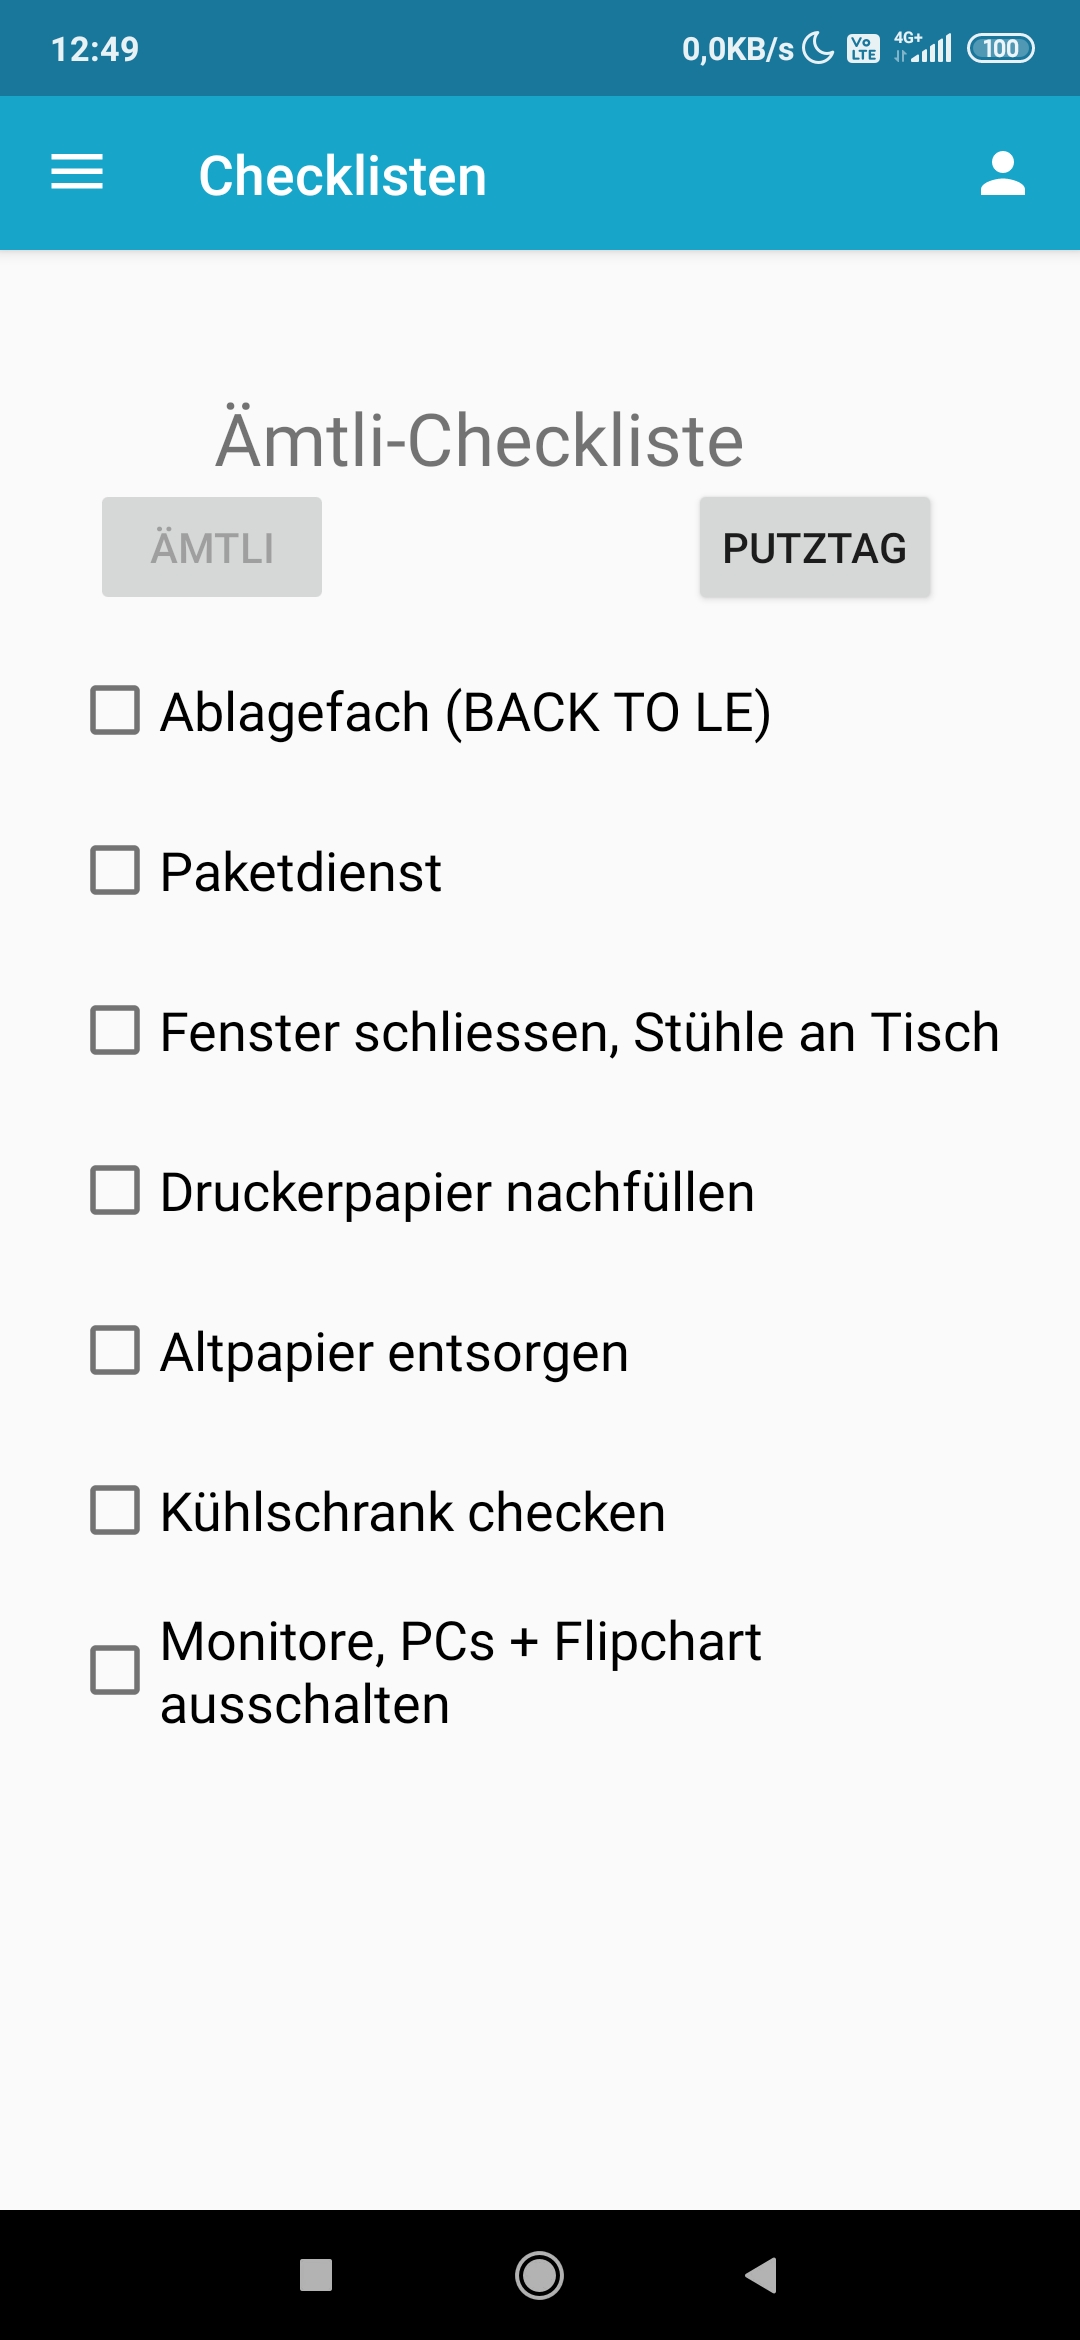 12:49
0,0KB/s Vo LTE 4G+ 100
Checklisten
Ämtli-Checkliste
ÄMTLI
PUTZTAG
Ablagefach (BACK TO LE)
Paketdienst
Fenster schliessen, Stühle an Tisch
Druckerpapier nachfüllen
Altpapier entsorgen
Kühlschrank checken
Monitore, PCs + Flipchart
ausschalten